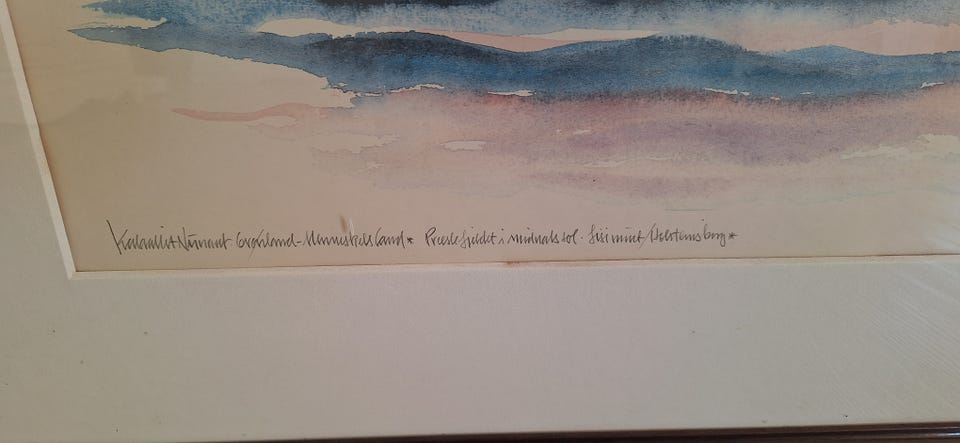 Kalaallit Nunaat Grønland - Menneskets Land * Præstefjeldet i midnatssol. Sisimiut / Holsteinsborg *